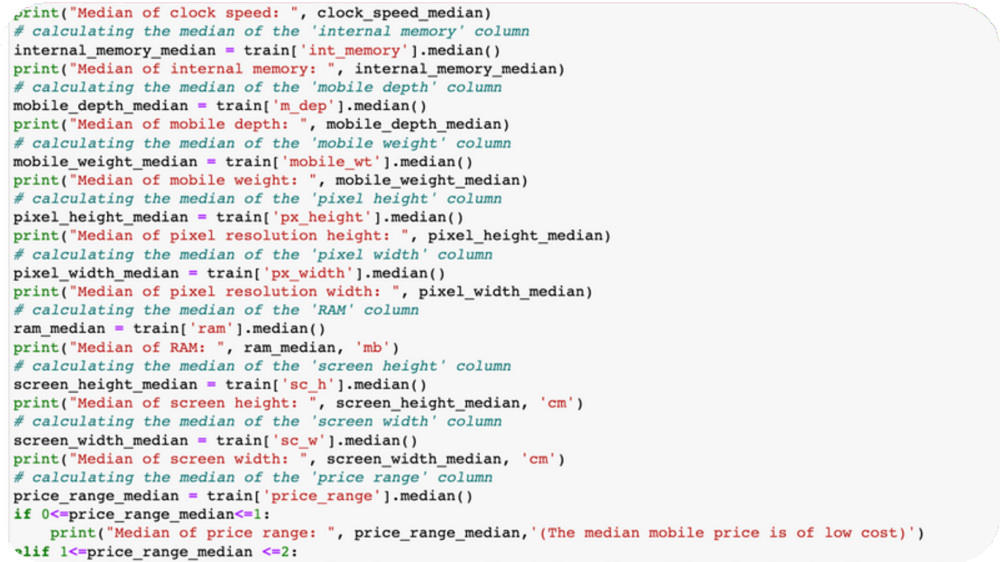 print("Median of clock speed: ", clock_speed_median)
# calculating the median of the 'internal memory' column
internal_memory_median = train['int_memory'].median()
print("Median of internal memory: ", internal_memory_median)
# calculating the median of the 'mobile depth' column
mobile_depth_median = train['m_dep'].median()
print("Median of mobile depth: ", mobile_depth_median)
# calculating the median of the 'mobile weight' column
mobile_weight_median = train['mobile_wt'].median()
print("Median of mobile weight: ", mobile_weight_median)
# calculating the median of the 'pixel height' column
pixel_height_median = train['px_height'].median()
print("Median of pixel resolution height: ", pixel_height_median)
# calculating the median of the 'pixel width' column
pixel_width_median = train['px_width'].median()
print("Median of pixel resolution width: ", pixel_width_median)
# calculating the median of the 'RAM' column
ram_median = train['ram'].median()
print("Median of RAM: ", ram_median, 'mb')
# calculating the median of the 'screen height' column
screen_height_median = train['sc_h'].median()
print("Median of screen height: ", screen_height_median, 'cm')
# calculating the median of the 'screen width' column
screen_width_median = train['sc_w'].median()
print("Median of screen width: ", screen_width_median, 'cm')
# calculating the median of the 'price range' column
price_range_median = train['price_range'].median()
if 0<=price_range_median<=1:
    print("Median of price range: ", price_range_median,'(The median mobile price is of low cost)')
elif 1<=price_range_median <=2: